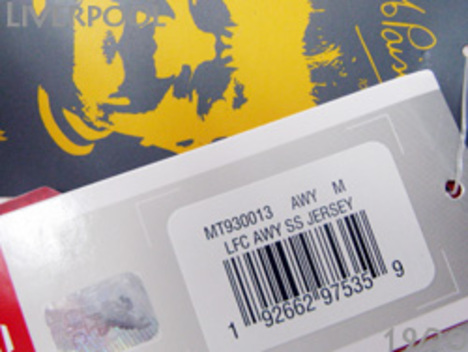 LIVERPOOL
MT930013 AWY M
LFC AWY SS JERSEY
1 92662 97535 9